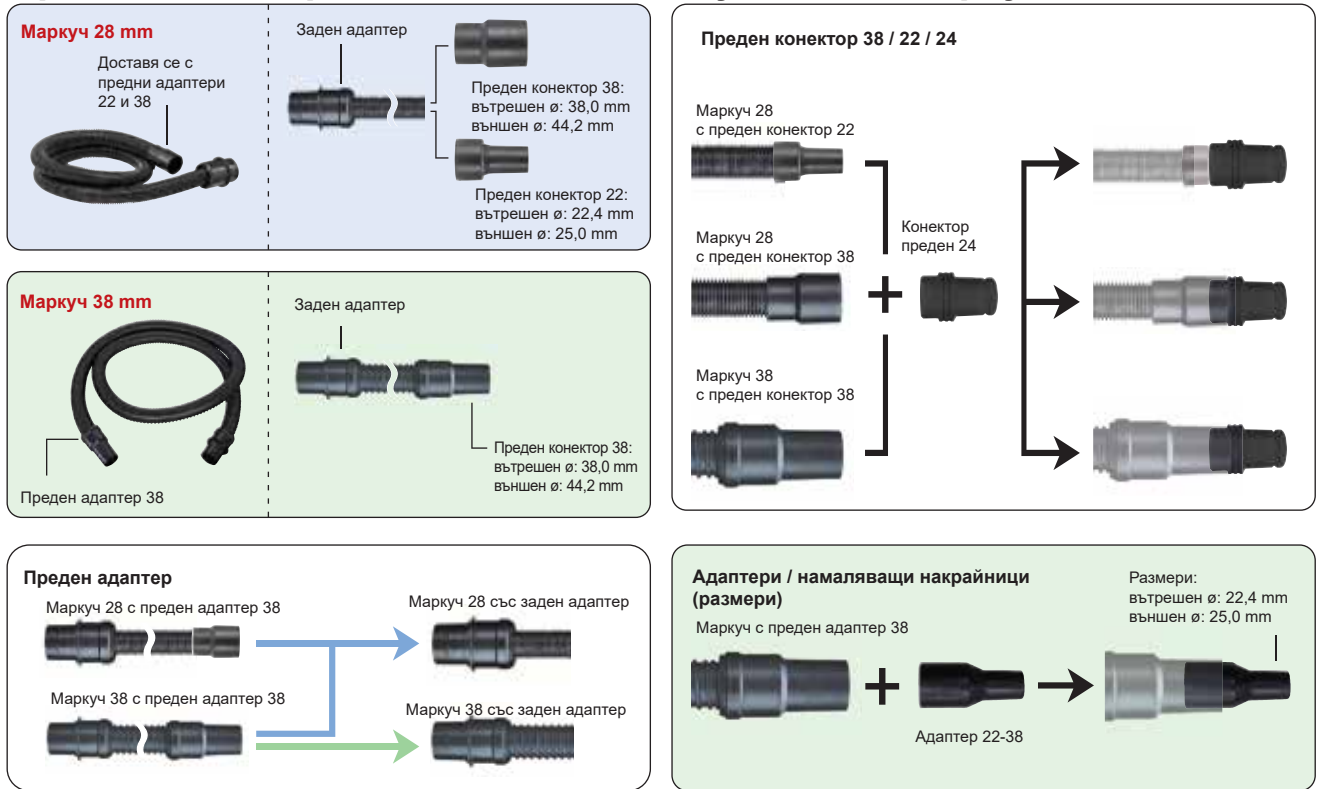 Маркуч 28 mm
Доставя се с
предни адаптери
22 и 38
Заден адаптер
Преден конектор 38:
вътрешен ø: 38,0 mm
външен ø: 44,2 mm
Преден конектор 22:
вътрешен ø: 22,4 mm
външен ø: 25,0 mm
Маркуч 38 mm
Преден адаптер 38
Заден адаптер
Преден конектор 38:
вътрешен ø: 38,0 mm
външен ø: 44,2 mm
Преден адаптер
Маркуч 28 с преден адаптер 38
Маркуч 28 със заден адаптер
Маркуч 38 с преден адаптер 38
Маркуч 38 със заден адаптер
Преден конектор 38 / 22 / 24
Маркуч 28
с преден конектор 22
Маркуч 28
с преден конектор 38
Маркуч 38
с преден конектор 38
Конектор
преден 24
Адаптери / намаляващи накрайници
(размери)
Маркуч с преден адаптер 38
Адаптер 22-38
Размери:
вътрешен ø: 22,4 mm
външен ø: 25,0 mm